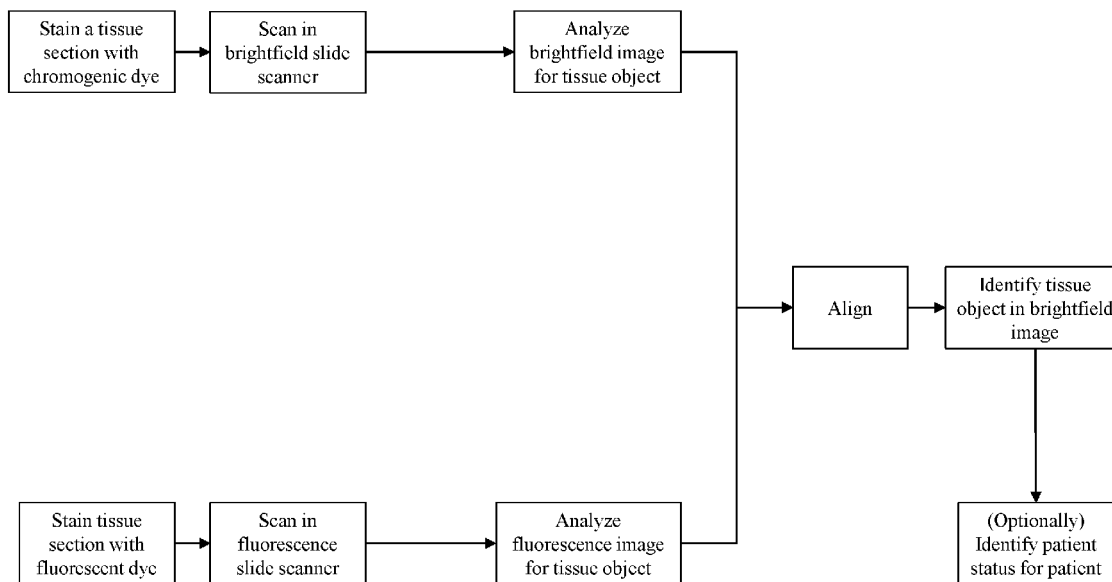 Stain a tissue
section with
chromogenic dye
Scan in
brightfield slide
scanner
Analyze
brightfield image
for tissue object
Align
Identify tissue
object in brightfield
image
Stain tissue
section with
fluorescent dye
Scan in
fluorescence
slide scanner
Analyze
fluorescence image
for tissue object
(Optionally)
Identify patient
status for patient